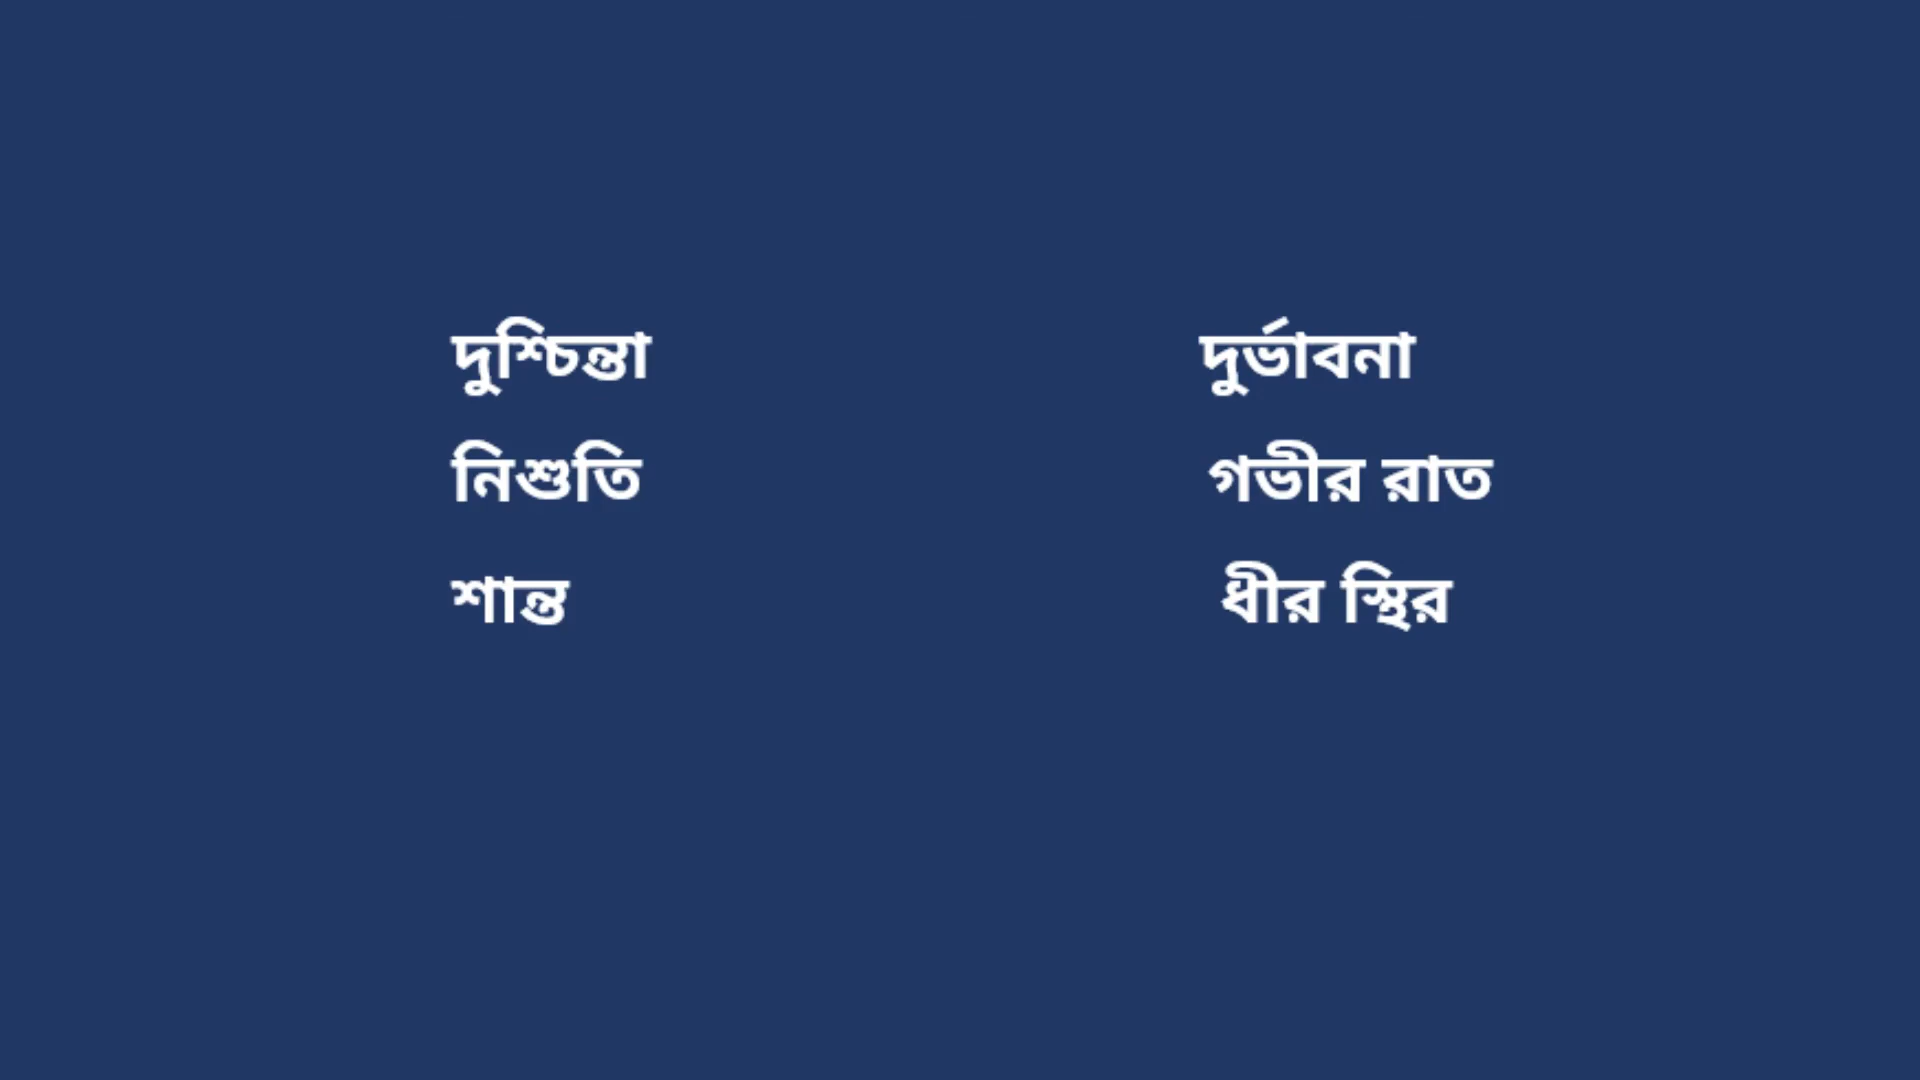 দুশ্চিন্তা দুর্ভাবনা
নিশুতি গভীর রাত
শান্ত ধীর স্থির